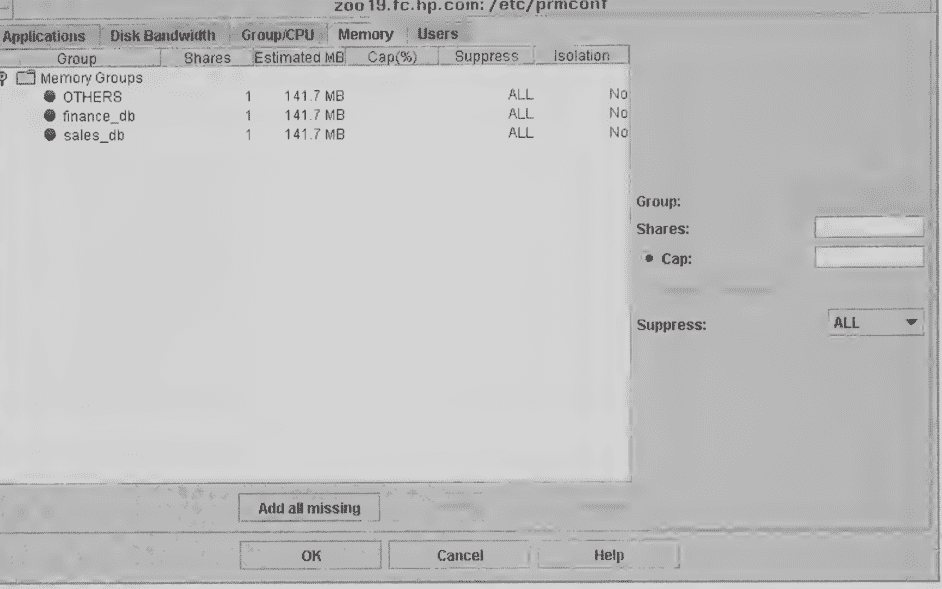 zoo19.fc.hp.com: /etc/prmconf
Applications Disk Bandwidth Group/CPU Memory Users
Group Shares Estimated MB Cap(%) Suppress Isolation
Memory Groups
OTHERS 1 141.7 MB ALL No
finance_db 1 141.7 MB ALL No
sales_db 1 141.7 MB ALL No
Group:
Shares:
Cap:
Suppress: ALL
Add all missing
OK Cancel Help